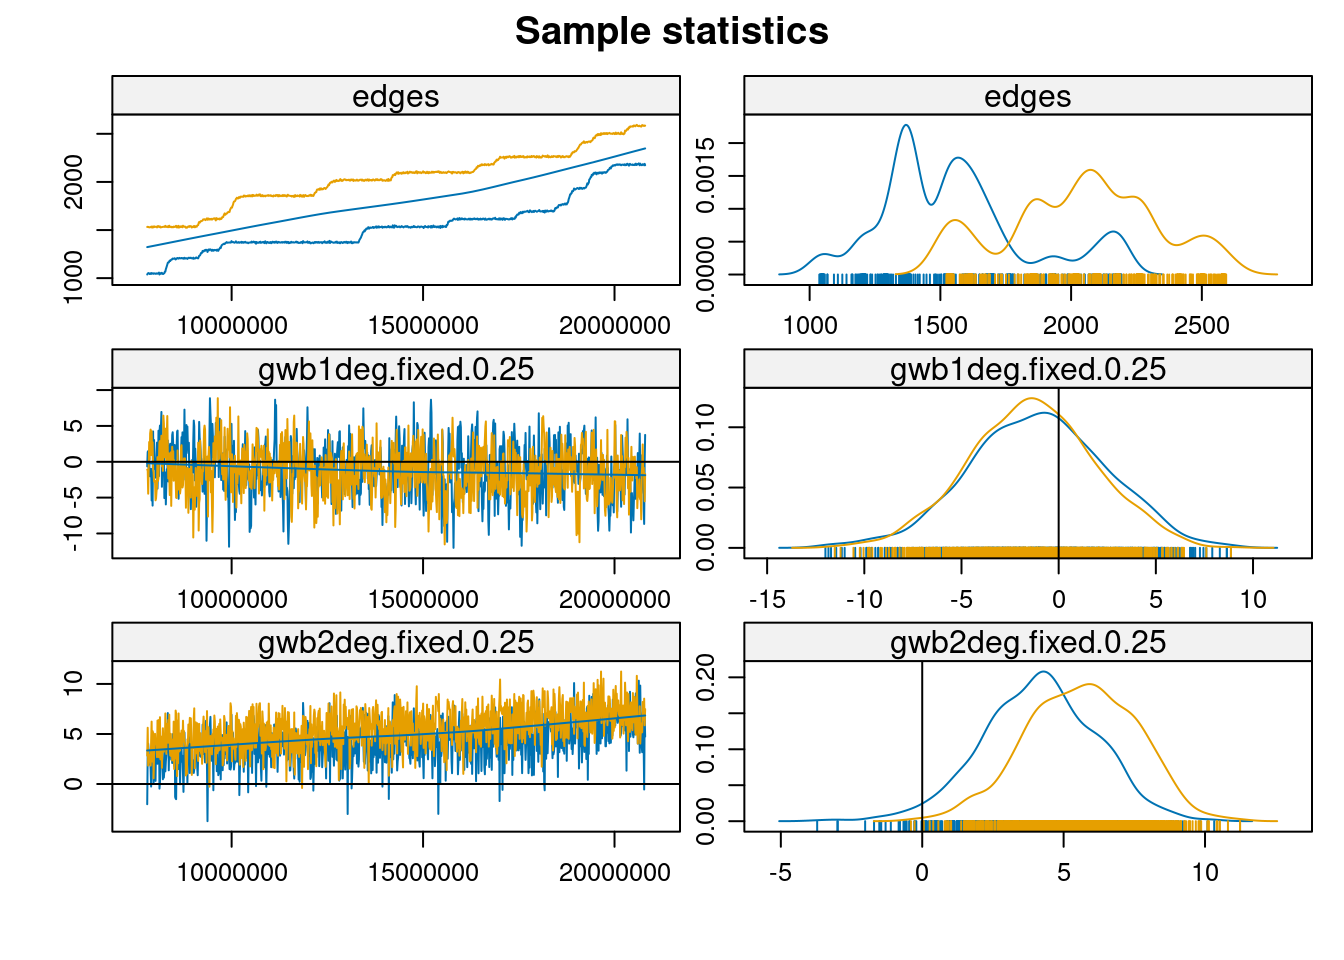 Sample statistics
edges
1000 2000
10000000 15000000 20000000
edges
0.0000 0.0015
1000 1500 2000 2500
gwb1deg.fixed.0.25
-10 -5 0 5
10000000 15000000 20000000
gwb1deg.fixed.0.25
0.00 0.05 0.10
-15 -10 -5 0 5 10
gwb2deg.fixed.0.25
0 5 10
10000000 15000000 20000000
gwb2deg.fixed.0.25
0.00 0.10 0.20
-5 0 5 10